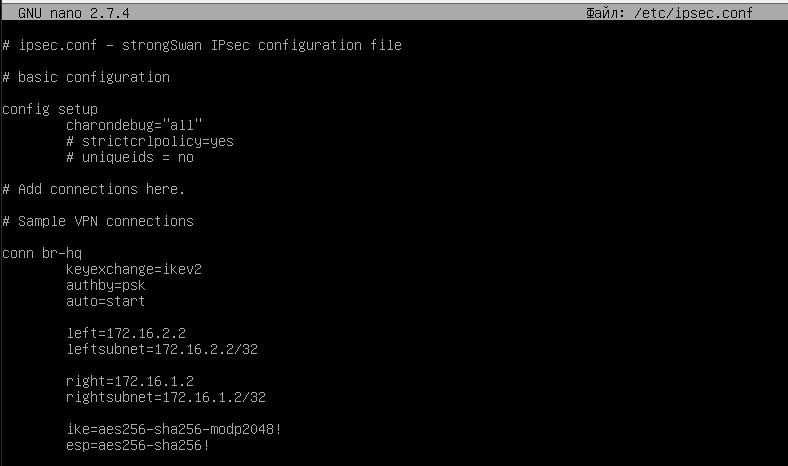 GNU nano 2.7.4 Файл: /etc/ipsec.conf
# ipsec.conf - strongSwan IPsec configuration file
# basic configuration
config setup
charondebug="all"
# strictcrlpolicy=yes
# uniqueids = no
# Add connections here.
# Sample VPN connections
conn br-hq
keyexchange=ikev2
authby=psk
auto=start
left=172.16.2.2
leftsubnet=172.16.2.2/32
right=172.16.1.2
rightsubnet=172.16.1.2/32
ike=aes256-sha256-modp2048!
esp=aes256-sha256!